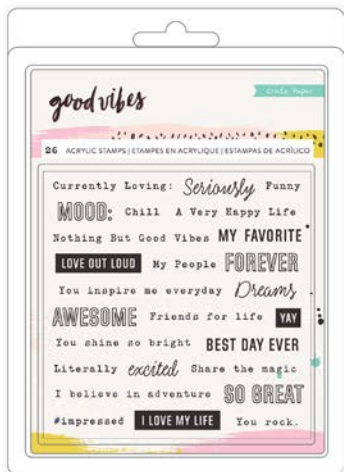 good vibes
Crate Paper
26 ACRYLIC STAMPS | ETAMPES EN ACRYLIQUE | ESTAMPAS DE ACRÍLICO
Currently Loving: Seriously Funny
MOOD: Chill A Very Happy Life
Nothing But Good Vibes MY FAVORITE
LOVE OUT LOUD My People FOREVER
You inspire me everyday Dreams
AWESOME Friends for life YAY
You shine so bright BEST DAY EVER
Literally excited Share the magic
I believe in adventure SO GREAT
#impressed I LOVE MY LIFE You rock.